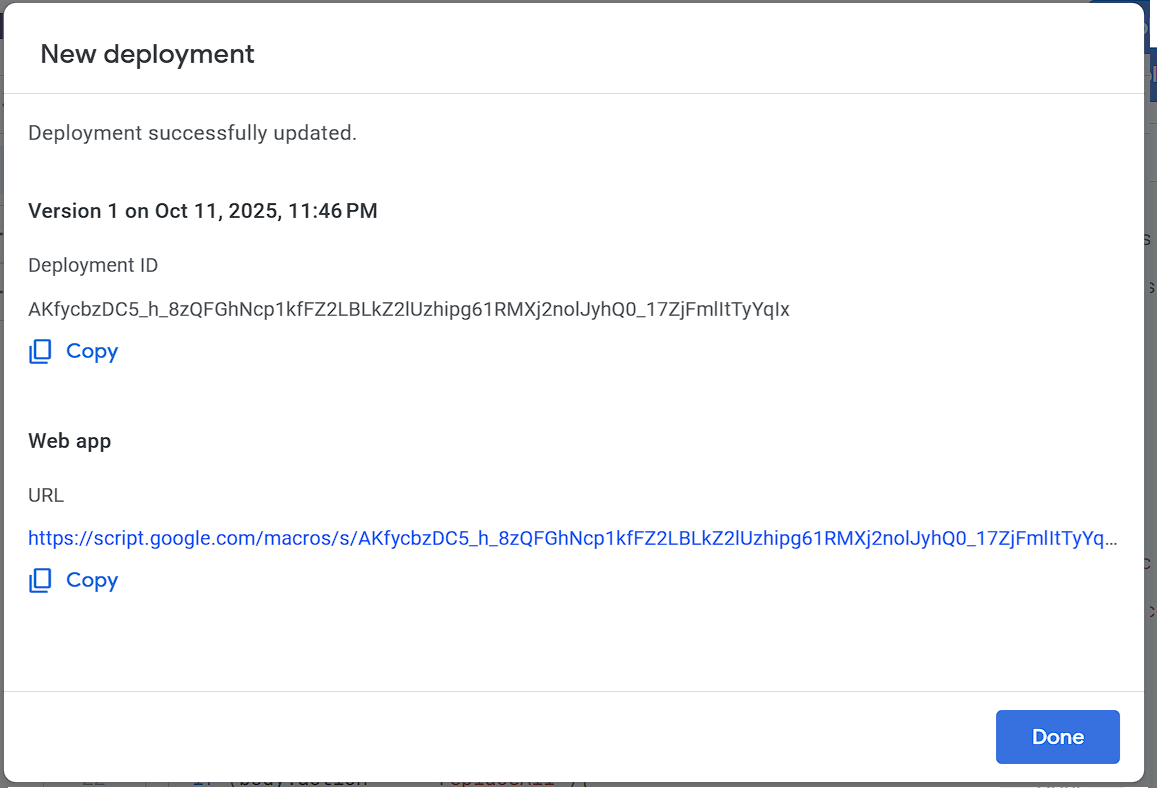 New deployment
Deployment successfully updated.
Version 1 on Oct 11, 2025, 11:46 PM
Deployment ID
AKfycbzDC5_h_8zQFGhNcp1kfFZ2LBLkZ2lUzhipg61RMXj2nolJyhQ0_17ZjFmlItTyYqIx
Copy
Web app
URL
https://script.google.com/macros/s/AKfycbzDC5_h_8zQFGhNcp1kfFZ2LBLkZ2lUzhipg61RMXj2nolJyhQ0_17ZjFmlItTyYq...
Copy
Done